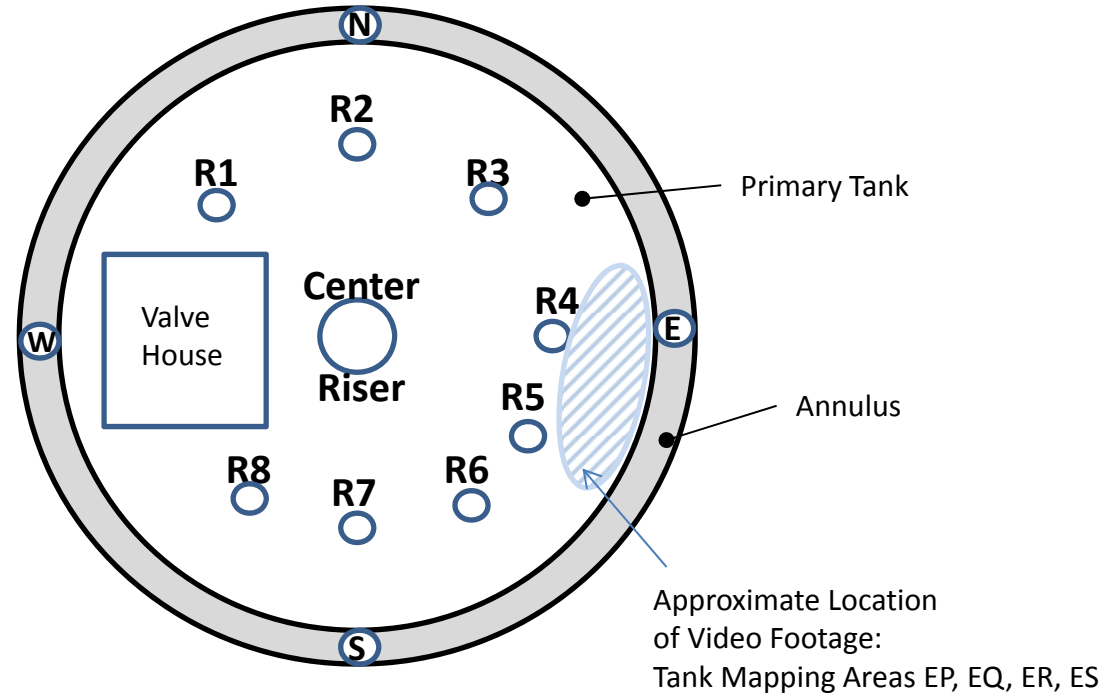 N
R2
R1
R3
Primary Tank
Center
R4
Valve
House
W
E
Riser
R5
Annulus
R8
R6
R7
S
Approximate Location
of Video Footage:
Tank Mapping Areas EP, EQ, ER, ES